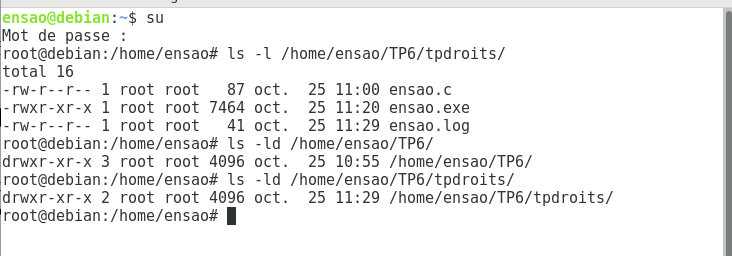 ensao@debian:~$ su
Mot de passe :
root@debian:/home/ensao# ls -l /home/ensao/TP6/tpdroits/
total 16
-rw-r--r-- 1 root root   87 oct.  25 11:00 ensao.c
-rwxr-xr-x 1 root root 7464 oct.  25 11:20 ensao.exe
-rw-r--r-- 1 root root   41 oct.  25 11:29 ensao.log
root@debian:/home/ensao# ls -ld /home/ensao/TP6/
drwxr-xr-x 3 root root 4096 oct.  25 10:55 /home/ensao/TP6/
root@debian:/home/ensao# ls -ld /home/ensao/TP6/tpdroits/
drwxr-xr-x 2 root root 4096 oct.  25 11:29 /home/ensao/TP6/tpdroits/
root@debian:/home/ensao#